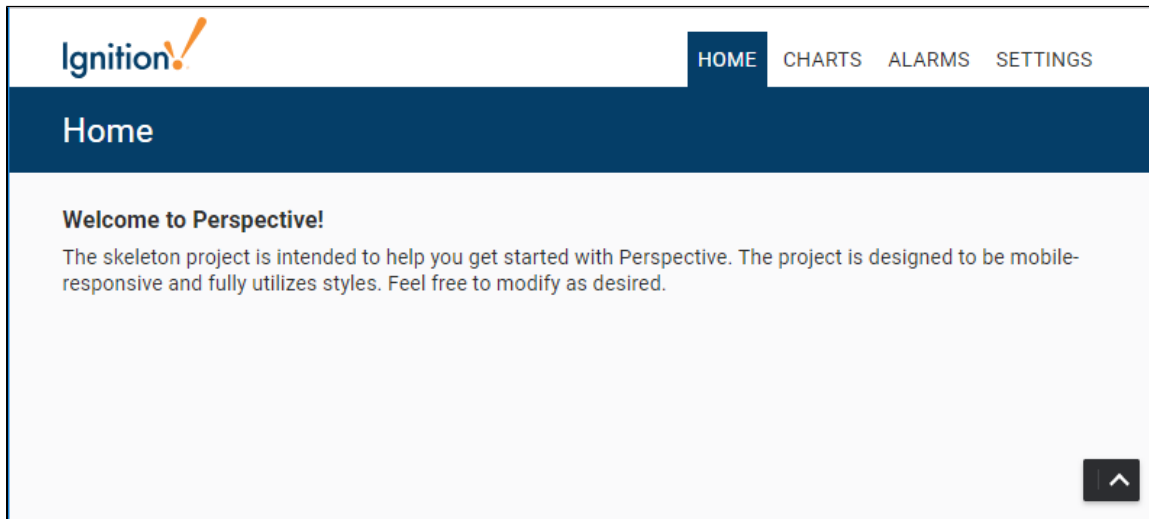 Ignition!
HOME CHARTS ALARMS SETTINGS
Home
Welcome to Perspective!
The skeleton project is intended to help you get started with Perspective. The project is designed to be mobile-
responsive and fully utilizes styles. Feel free to modify as desired.